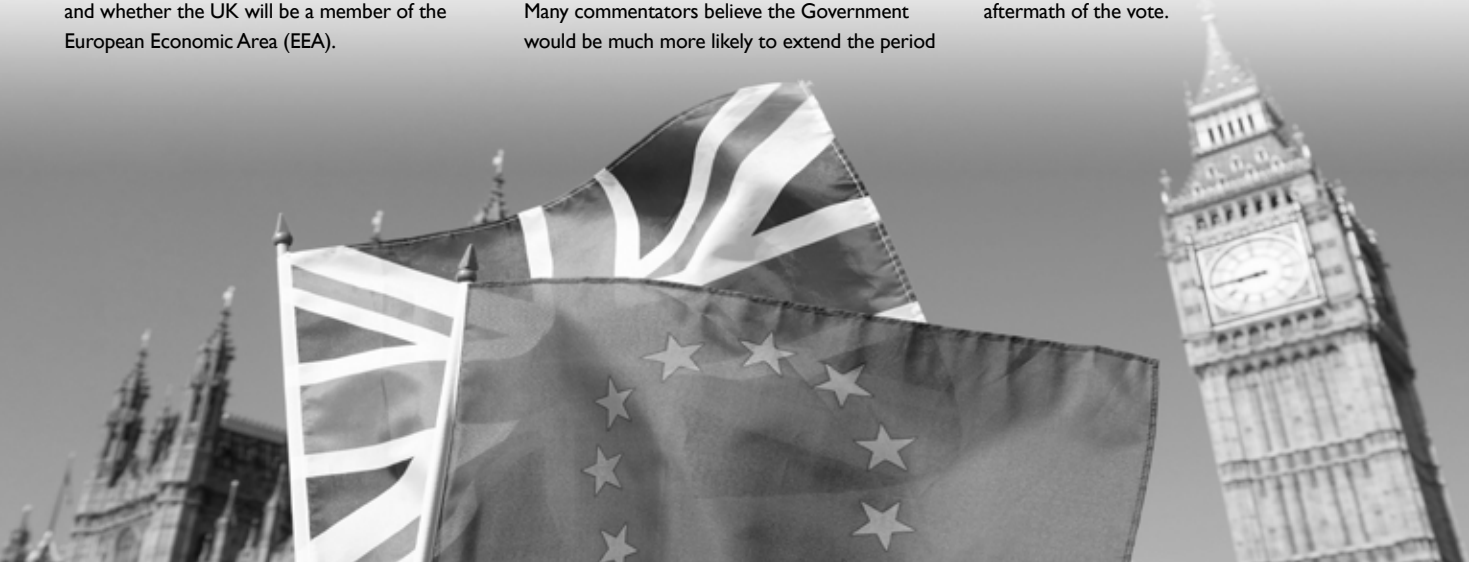 and whether the UK will be a member of the
European Economic Area (EEA).
Many commentators believe the Government
would be much more likely to extend the period
aftermath of the vote.